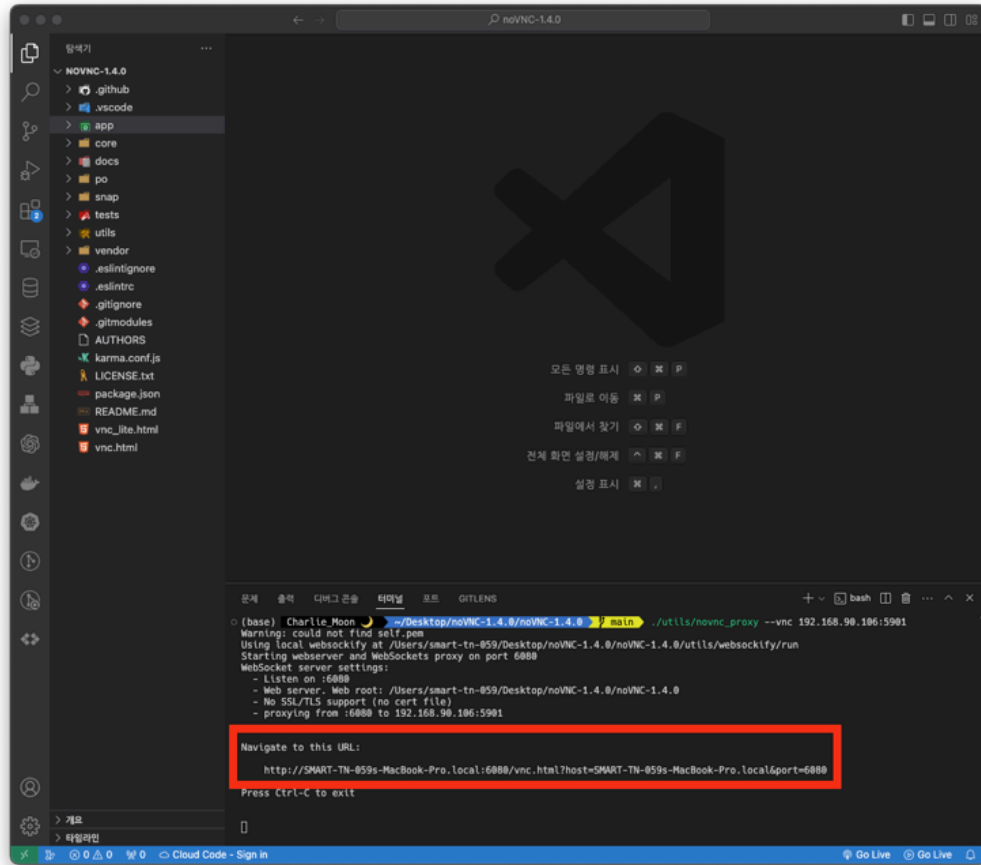 noVNC-1.4.0
탐색기
NOVNC-1.4.0
.github
.vscode
app
core
docs
po
snap
tests
utils
vendor
.eslintignore
.eslintrc
.gitignore
.gitmodules
AUTHORS
karma.conf.js
LICENSE.txt
package.json
README.md
vnc_lite.html
vnc.html
2
모든 명령 표시 ⇧ ⌘ P
파일로 이동 ⌘ P
파일에서 찾기 ⇧ ⌘ F
전체 화면 설정/해제 ^ ⌘ F
설정 표시 ⌘ ,
문제 출력 디버그 콘솔 터미널 포트 GITLENS
bash
(base) Charlie_Moon 🌙 ~/Desktop/noVNC-1.4.0/noVNC-1.4.0 main ./utils/novnc_proxy --vnc 192.168.90.106:5901
Warning: could not find self.pem
Using local websockify at /Users/smart-tn-059/Desktop/noVNC-1.4.0/noVNC-1.4.0/utils/websockify/run
Starting webserver and WebSockets proxy on port 6080
WebSocket server settings:
- Listen on :6080
- Web server. Web root: /Users/smart-tn-059/Desktop/noVNC-1.4.0/noVNC-1.4.0
- No SSL/TLS support (no cert file)
- proxying from :6080 to 192.168.90.106:5901
Navigate to this URL:
http://SMART-TN-059s-MacBook-Pro.local:6080/vnc.html?host=SMART-TN-059s-MacBook-Pro.local&port=6080
Press Ctrl-C to exit
개요
타임라인
0 0 0 Cloud Code - Sign in Go Live Go Live